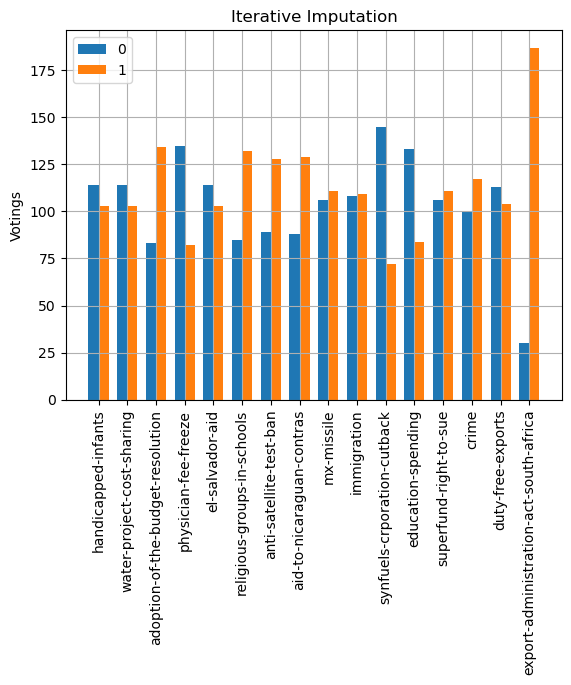 Iterative Imputation
0
1
Votings
175
150
125
100
75
50
25
0
handicapped-infants
water-project-cost-sharing
adoption-of-the-budget-resolution
physician-fee-freeze
el-salvador-aid
religious-groups-in-schools
anti-satellite-test-ban
aid-to-nicaraguan-contras
mx-missile
immigration
synfuels-crporation-cutback
education-spending
superfund-right-to-sue
crime
duty-free-exports
export-administration-act-south-africa